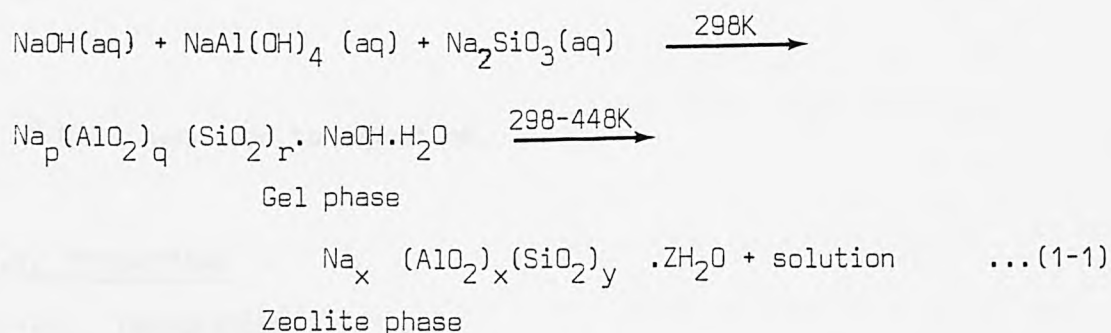 NaOH(aq) + NaAl(OH)4 (aq) + Na2SiO3(aq) 298K
Nap(AlO2)q (SiO2)r. NaOH.H2O 298-448K
Gel phase
Nax (AlO2)x(SiO2)y .ZH2O + solution ...(1-1)
Zeolite phase